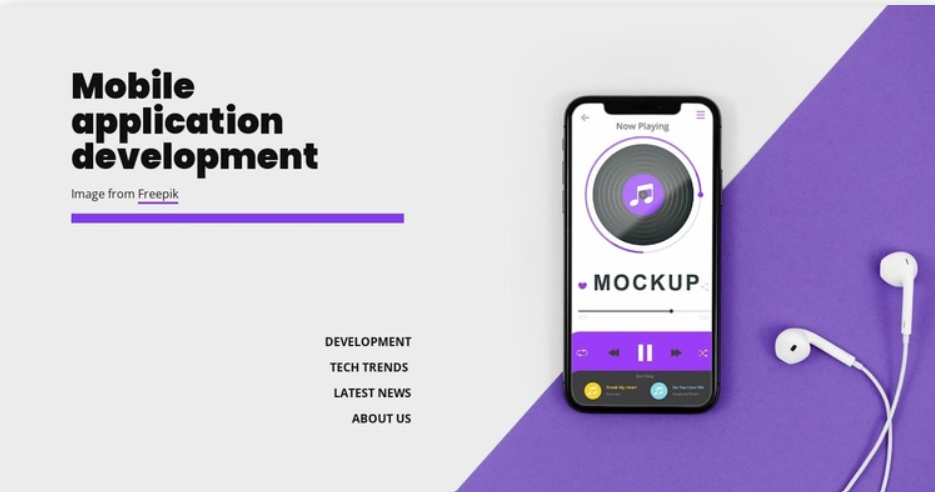 Mobile
application
development
Image from Freepik
Now Playing
MOCKUP
DEVELOPMENT
TECH TRENDS
LATEST NEWS
ABOUT US